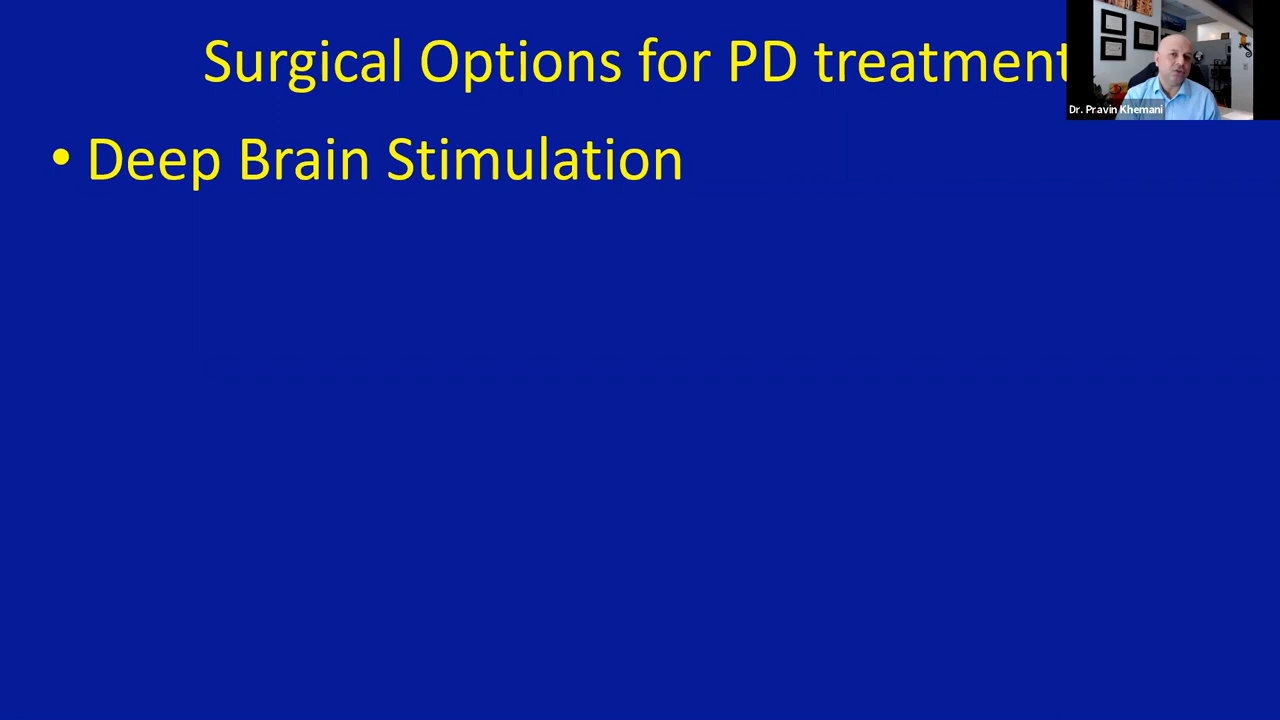 Surgical Options for PD treatment
Dr. Pravin Khemani
• Deep Brain Stimulation